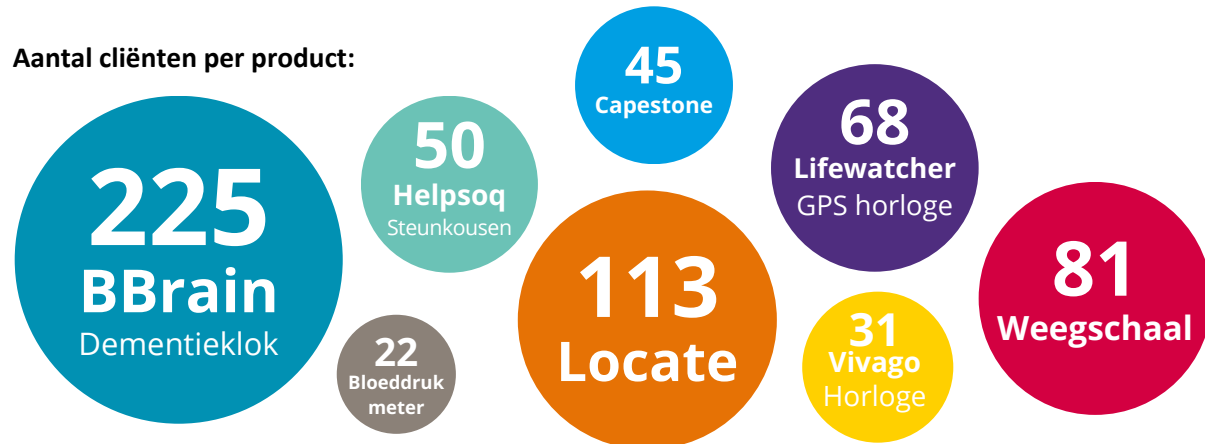 Aantal cliënten per product:
225
BBrain
Dementieklok
50
Helpsoq
Steunkousen
22
Bloeddruk
meter
45
Capestone
113
Locate
68
Lifewatcher
GPS horloge
31
Vivago
Horloge
81
Weegschaal